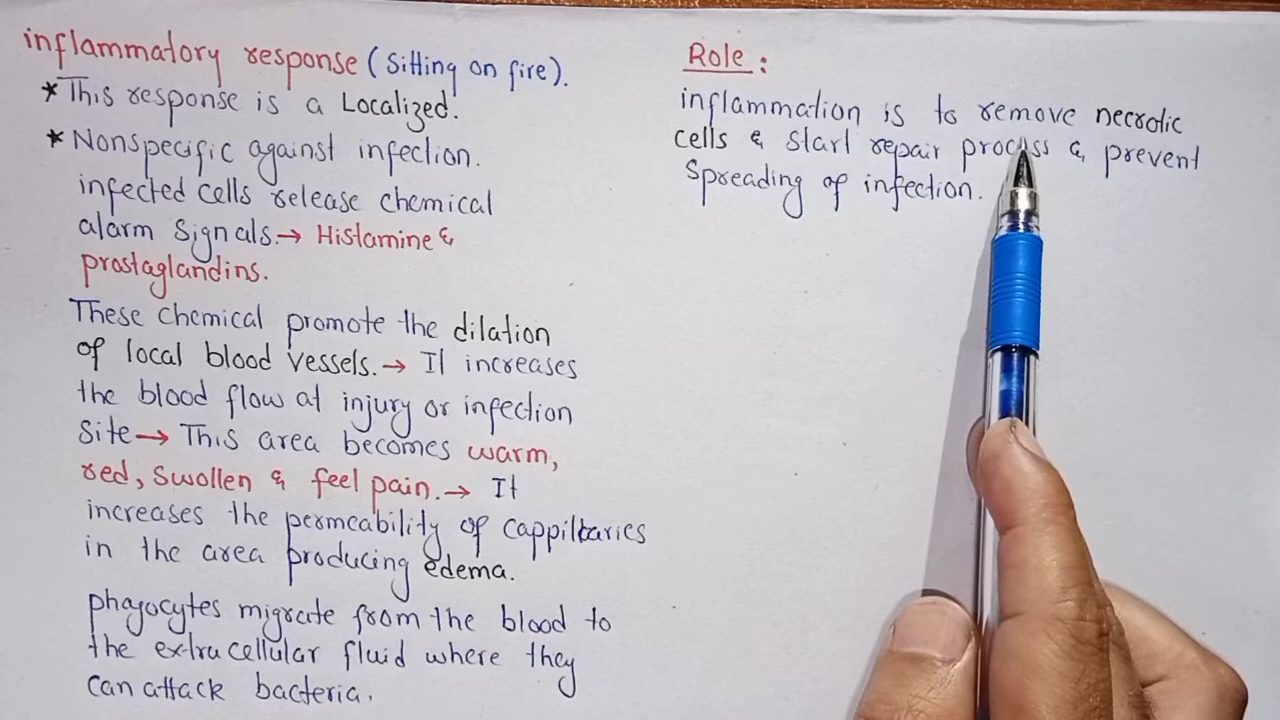 inflammatory response (Sitting on fire).
* This response is a Localized.
* Nonspecific against infection.
infected cells release chemical
alarm Signals. → Histamine &
prostaglandins.
These chemical promote the dilation
of local blood vessels. → It increases
the blood flow at injury or infection
site → This area becomes warm,
red, swollen & feel pain. → It
increases the permeability of cappillaries
in the area producing edema.
phagocytes migrate from the blood to
the extracellular fluid where they
can attack bacteria.
Role :
inflammation is to remove necrotic
cells & start repair process & prevent
Spreading of infection.